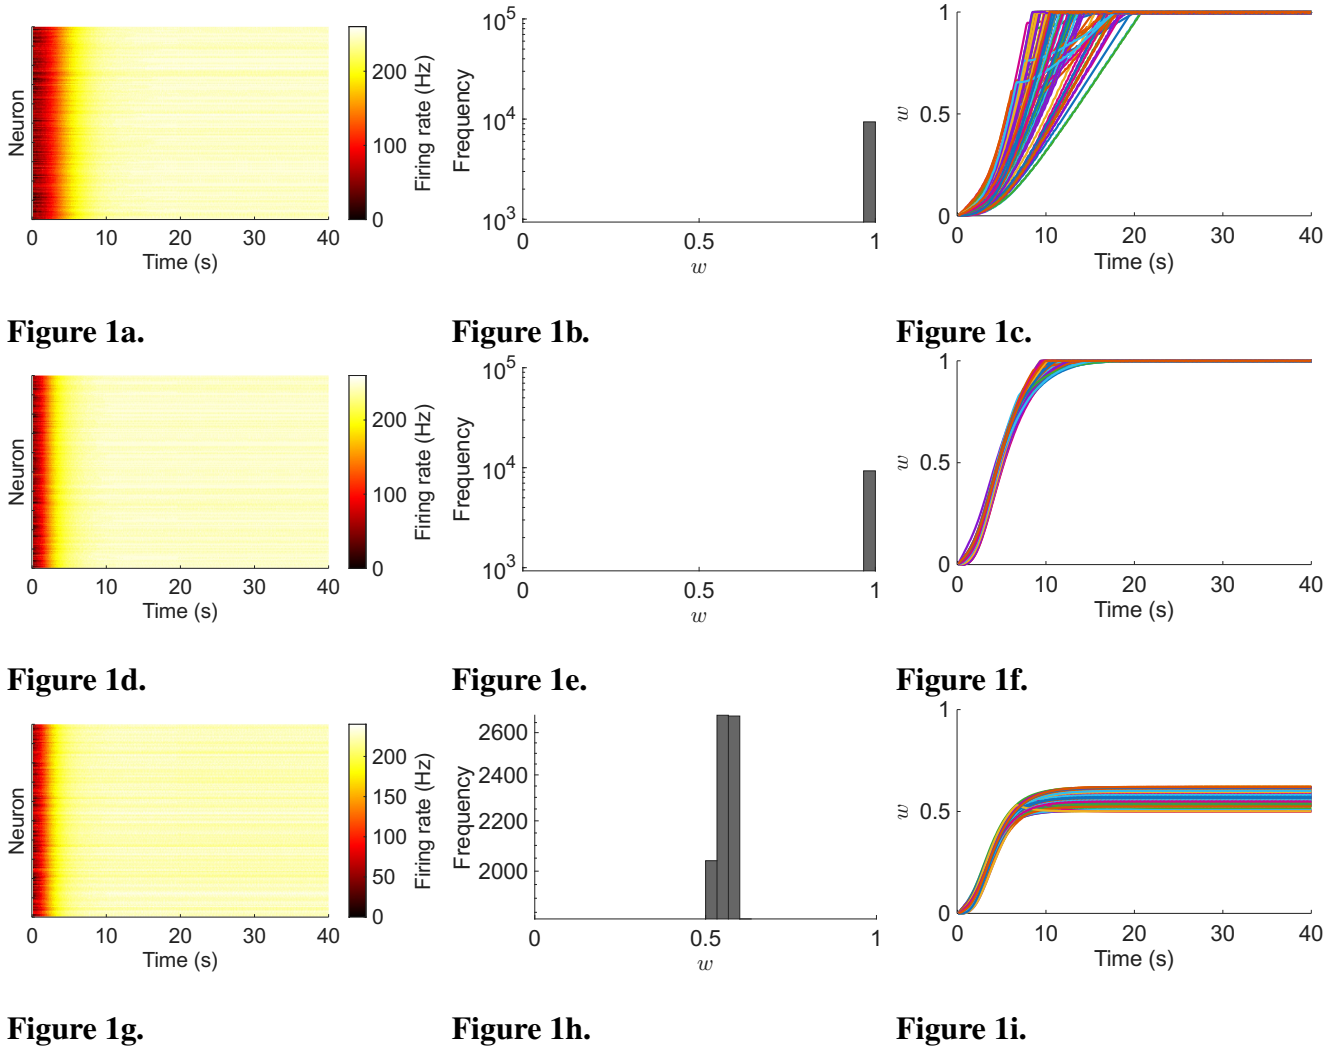 Neuron
0 10 20 30 40
Time (s)
200
100
0
Firing rate (Hz)
10^5
10^4
10^3
Frequency
0 0.5 1
w
1
0.5
0
w
0 10 20 30 40
Time (s)
Figure 1a. Figure 1b. Figure 1c.
Neuron
0 10 20 30 40
Time (s)
200
100
0
Firing rate (Hz)
10^5
10^4
10^3
Frequency
0 0.5 1
w
1
0.5
0
w
0 10 20 30 40
Time (s)
Figure 1d. Figure 1e. Figure 1f.
Neuron
0 10 20 30 40
Time (s)
200
150
100
50
0
Firing rate (Hz)
2600
2400
2200
2000
Frequency
0 0.5 1
w
1
0.5
0
w
0 10 20 30 40
Time (s)
Figure 1g. Figure 1h. Figure 1i.